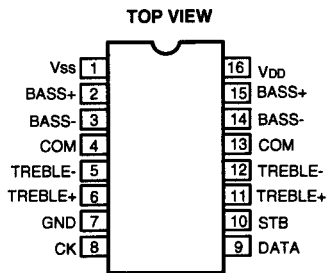 TOP VIEW
Vss 1 16 VDD
BASS+ 2 15 BASS+
BASS- 3 14 BASS-
COM 4 13 COM
TREBLE- 5 12 TREBLE-
TREBLE+ 6 11 TREBLE+
GND 7 10 STB
CK 8 9 DATA